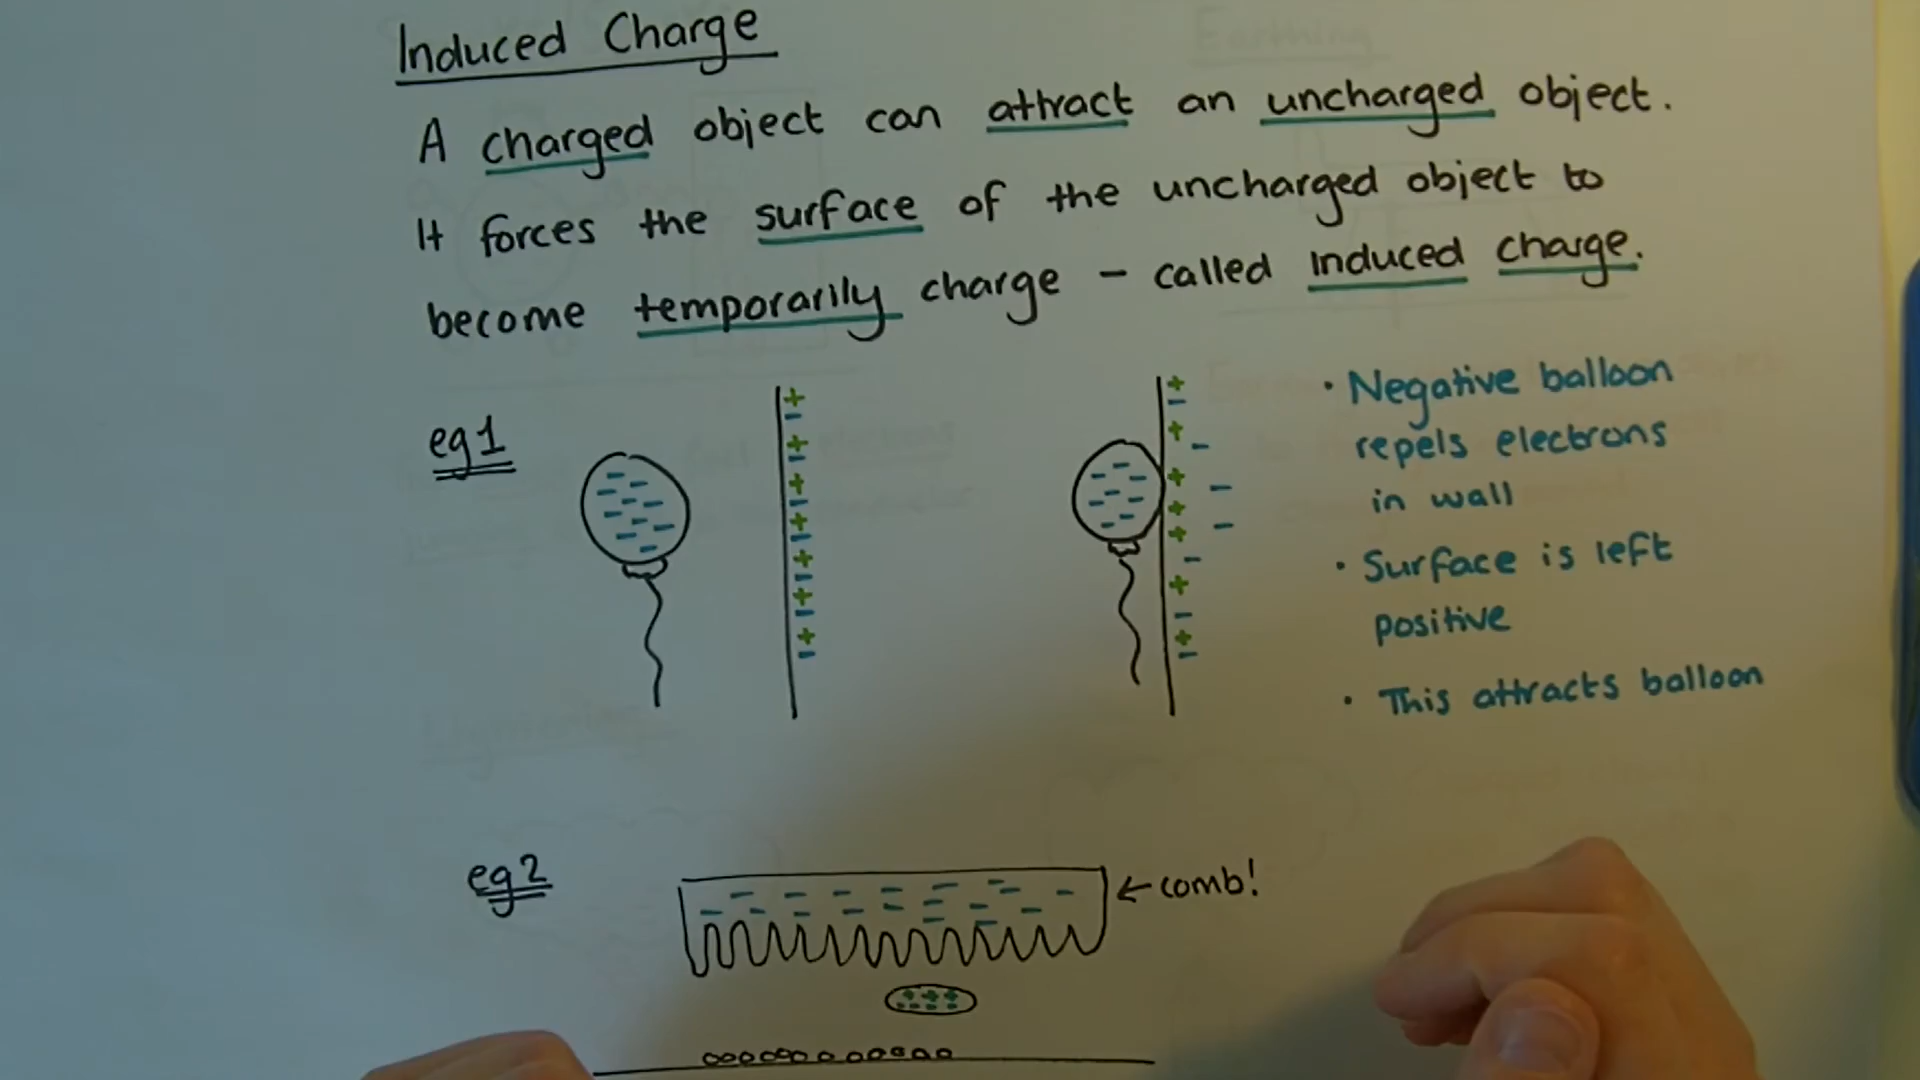 Induced Charge
A charged object can attract an uncharged object.
It forces the surface of the uncharged object to
become temporarily charge - called induced charge.
eg1
• Negative balloon
repels electrons
in wall
• Surface is left
positive
• This attracts balloon
eg2
← comb!